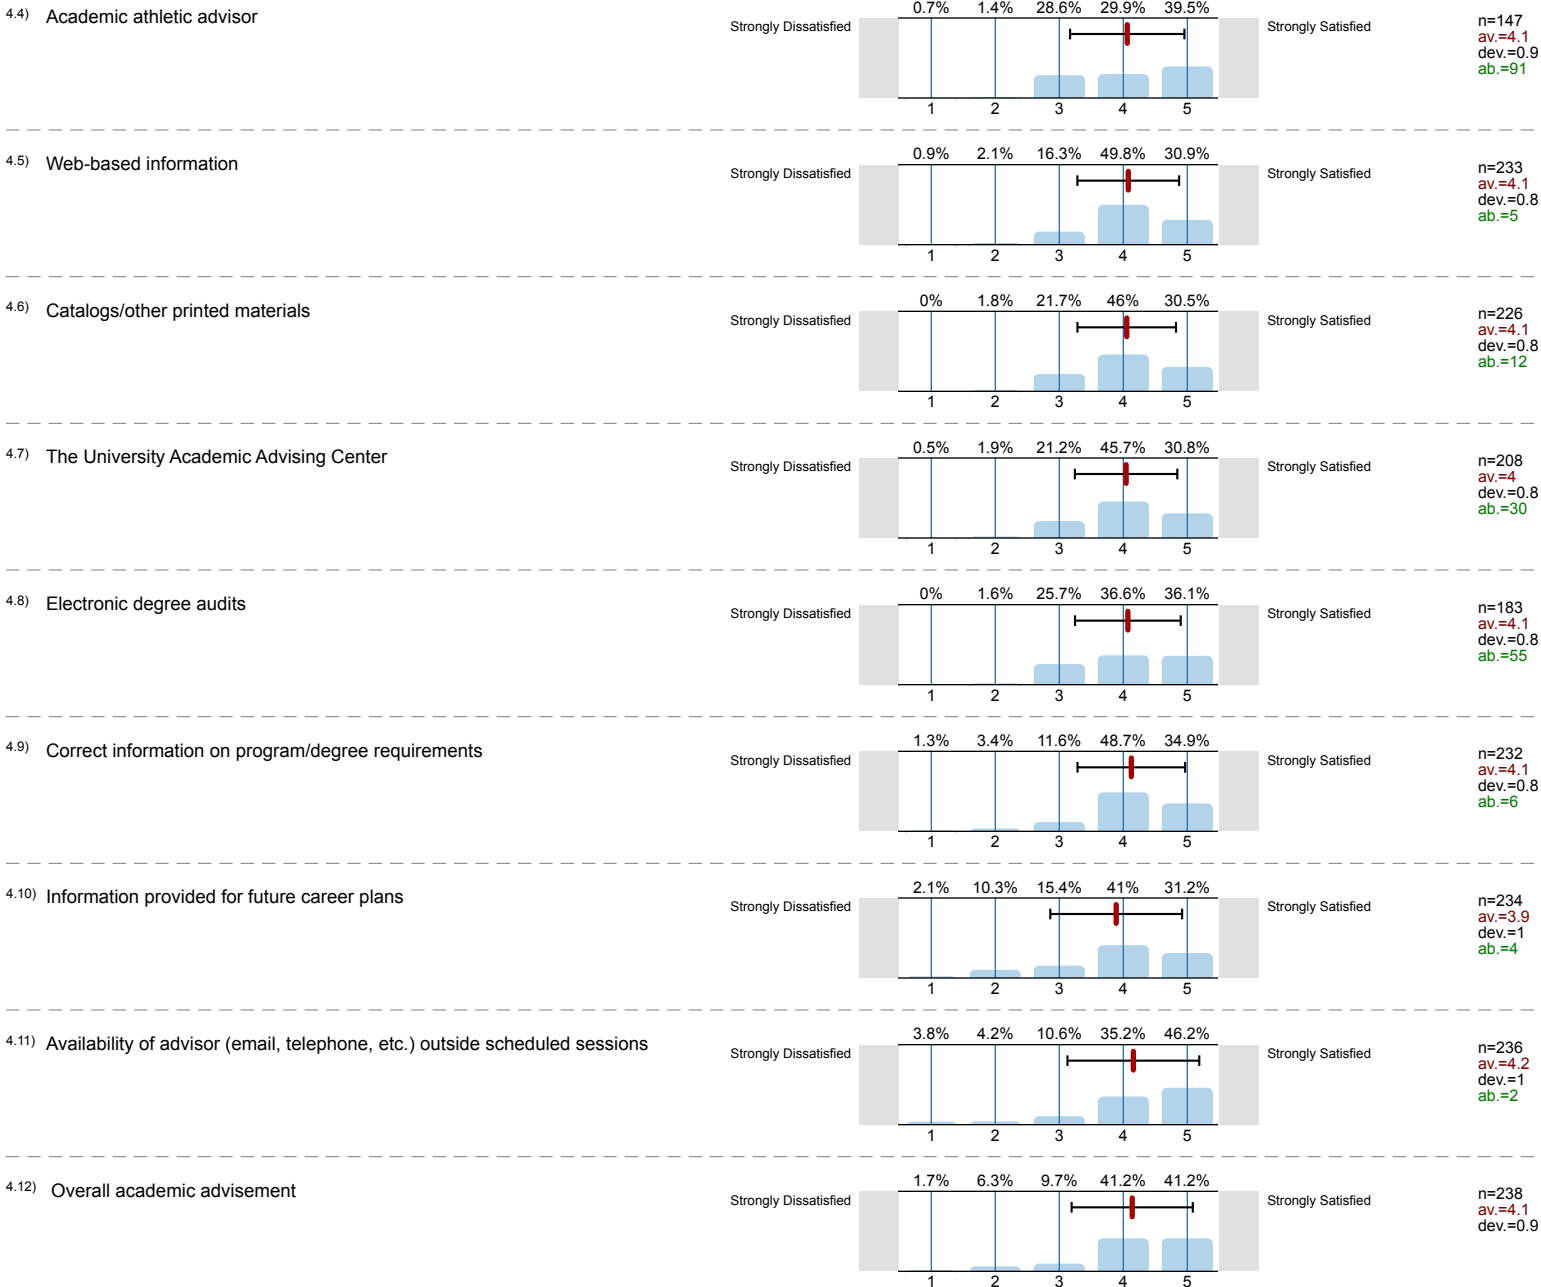 4.4) Academic athletic advisor
0.7% 1.4% 28.6% 29.9% 39.5%
Strongly Dissatisfied Strongly Satisfied
n=147
av.=4.1
dev.=0.9
ab.=91
1 2 3 4 5
4.5) Web-based information
0.9% 2.1% 16.3% 49.8% 30.9%
Strongly Dissatisfied Strongly Satisfied
n=233
av.=4.1
dev.=0.8
ab.=5
1 2 3 4 5
4.6) Catalogs/other printed materials
0% 1.8% 21.7% 46% 30.5%
Strongly Dissatisfied Strongly Satisfied
n=226
av.=4.1
dev.=0.8
ab.=12
1 2 3 4 5
4.7) The University Academic Advising Center
0.5% 1.9% 21.2% 45.7% 30.8%
Strongly Dissatisfied Strongly Satisfied
n=208
av.=4
dev.=0.8
ab.=30
1 2 3 4 5
4.8) Electronic degree audits
0% 1.6% 25.7% 36.6% 36.1%
Strongly Dissatisfied Strongly Satisfied
n=183
av.=4.1
dev.=0.8
ab.=55
1 2 3 4 5
4.9) Correct information on program/degree requirements
1.3% 3.4% 11.6% 48.7% 34.9%
Strongly Dissatisfied Strongly Satisfied
n=232
av.=4.1
dev.=0.8
ab.=6
1 2 3 4 5
4.10) Information provided for future career plans
2.1% 10.3% 15.4% 41% 31.2%
Strongly Dissatisfied Strongly Satisfied
n=234
av.=3.9
dev.=1
ab.=4
1 2 3 4 5
4.11) Availability of advisor (email, telephone, etc.) outside scheduled sessions
3.8% 4.2% 10.6% 35.2% 46.2%
Strongly Dissatisfied Strongly Satisfied
n=236
av.=4.2
dev.=1
ab.=2
1 2 3 4 5
4.12) Overall academic advisement
1.7% 6.3% 9.7% 41.2% 41.2%
Strongly Dissatisfied Strongly Satisfied
n=238
av.=4.1
dev.=0.9
1 2 3 4 5